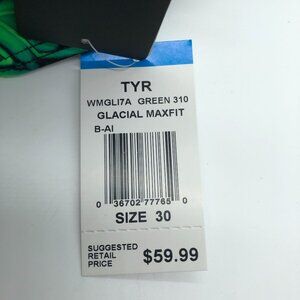 TYR
WMGLI7A GREEN 310
GLACIAL MAXFIT
B-AI
0 36702 77765 0
SIZE 30
SUGGESTED
RETAIL
PRICE
$59.99